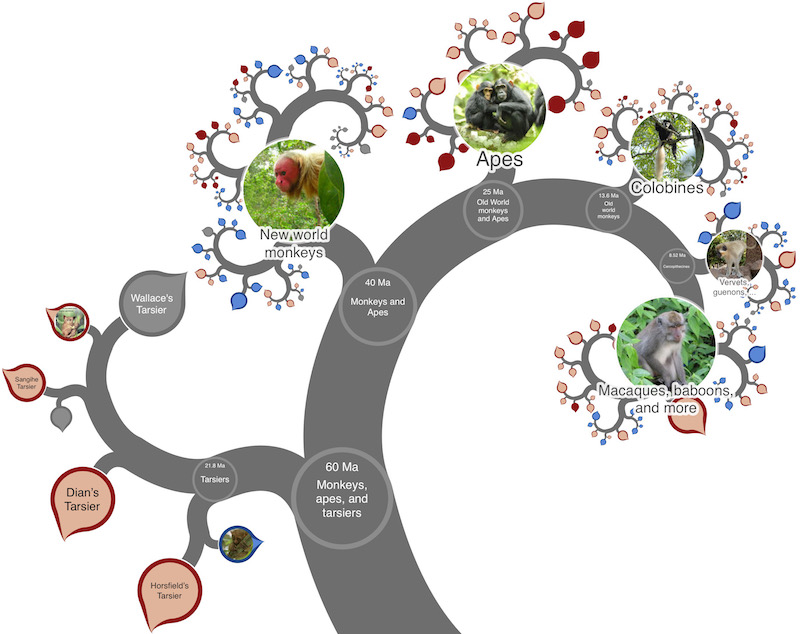 Apes
25 Ma
Old World
monkeys
and Apes
13.6 Ma
Old
world
monkeys
Colobines
New world
monkeys
8.52 Ma
Cercopithecines
Vervets,
guenons, ...
40 Ma
Monkeys and
Apes
Wallace's
Tarsier
Sangihe
Tarsier
Macaques, baboons,
and more
21.8 Ma
Tarsiers
60 Ma
Monkeys,
apes, and
tarsiers
Dian's
Tarsier
Horsfield's
Tarsier